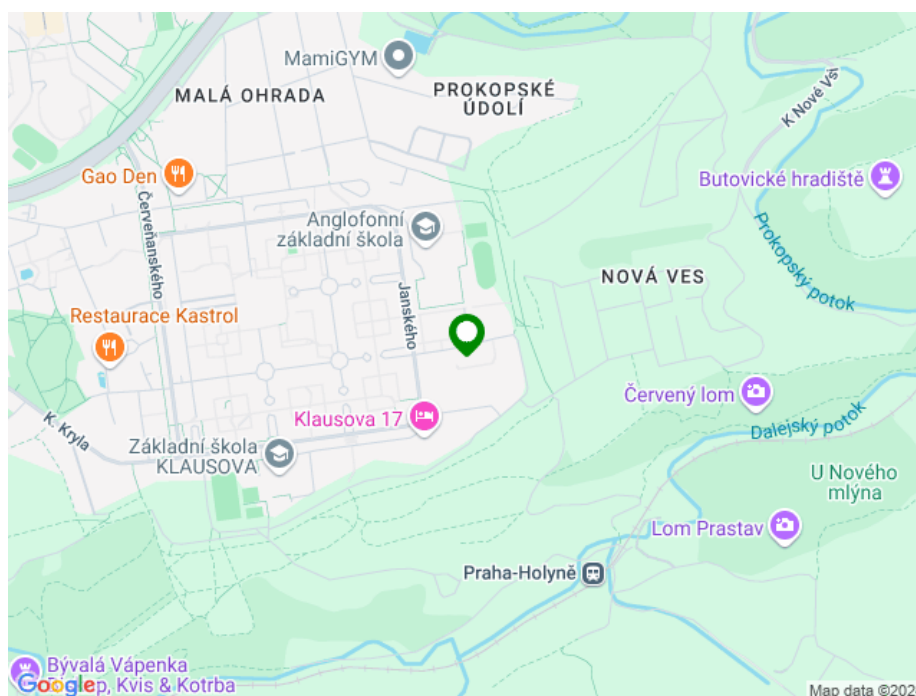 MamiGYM
MALÁ OHRADA
PROKOPSKÉ
ÚDOLÍ
K Nové Vsi
Gao Den
Butovické hradiště
Červeňanského
Anglofonní
základní škola
Prokopský potok
NOVÁ VES
Janského
Restaurace Kastrol
Červený lom
Klausova 17
K. Kryla
Dalejský potok
Základní škola
KLAUSOVA
U Nového
mlýna
Lom Prastav
Praha-Holyně
Bývalá Vápenka
Kvis & Kotrba
Google
Map data ©202